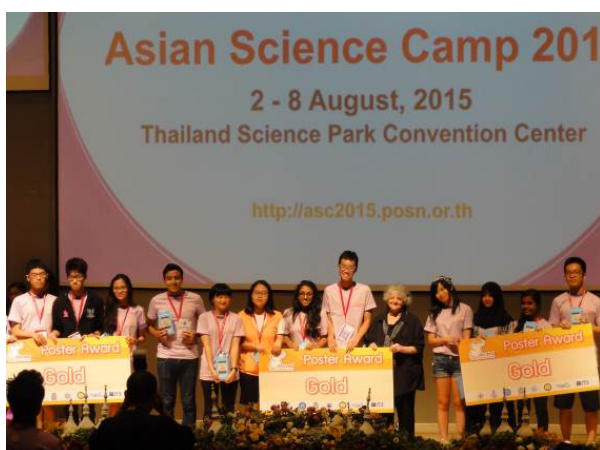 Asian Science Camp 201
2 - 8 August, 2015
Thailand Science Park Convention Center
http://asc2015.posn.or.th
Poster Award
Gold
Poster Award
Gold
Poster Award
Gold